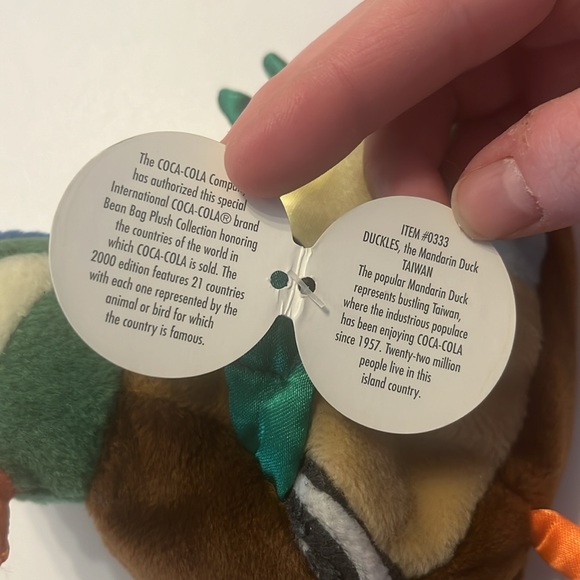 The COCA-COLA
has authorized this special
International COCA-COLA® brand
Bean Bag Plush Collection honoring
the countries of the world in
which COCA-COLA is sold. The
2000 edition features 21 countries
with each one represented by the
animal or bird for which
the country is famous.
ITEM #0333
DUCKLES, the Mandarin Duck
TAIWAN
The popular Mandarin Duck
represents bustling Taiwan,
where the industrious populace
has been enjoying COCA-COLA
since 1957. Twenty-two million
people live in this
island country.